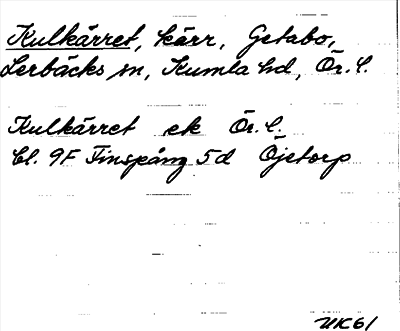 Kulkärret, kärr, Getabo,
Lerbäcks sn, Kumla hd, Ör. l.
Kulkärret ek Ör. l.
bl. 9F Finspång 5d Öjetorp
UK61